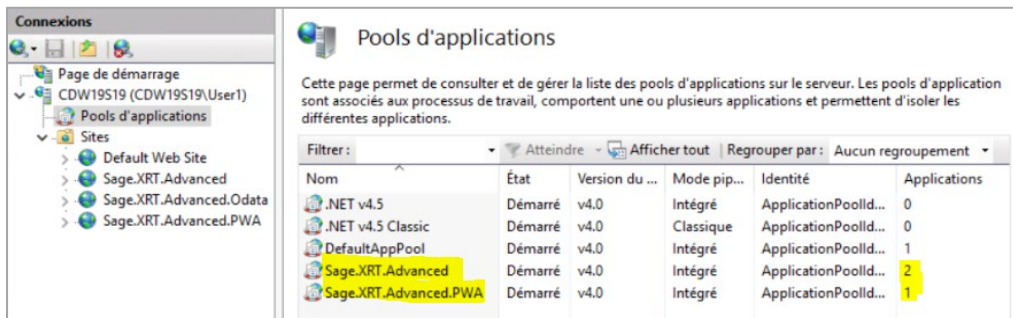 Connexions
Page de démarrage
CDW19S19 (CDW19S19\User1)
Pools d'applications
Sites
Default Web Site
Sage.XRT.Advanced
Sage.XRT.Advanced.Odata
Sage.XRT.Advanced.PWA
Pools d'applications
Cette page permet de consulter et de gérer la liste des pools d'applications sur le serveur. Les pools d'application
sont associés aux processus de travail, comportent une ou plusieurs applications et permettent d'isoler les
différentes applications.
Filtrer : Atteindre Afficher tout Regrouper par : Aucun regroupement
Nom État Version du ... Mode pip... Identité Applications
.NET v4.5 Démarré v4.0 Intégré ApplicationPoolId... 0
.NET v4.5 Classic Démarré v4.0 Classique ApplicationPoolId... 0
DefaultAppPool Démarré v4.0 Intégré ApplicationPoolId... 1
Sage.XRT.Advanced Démarré v4.0 Intégré ApplicationPoolId... 2
Sage.XRT.Advanced.PWA Démarré v4.0 Intégré ApplicationPoolId... 1